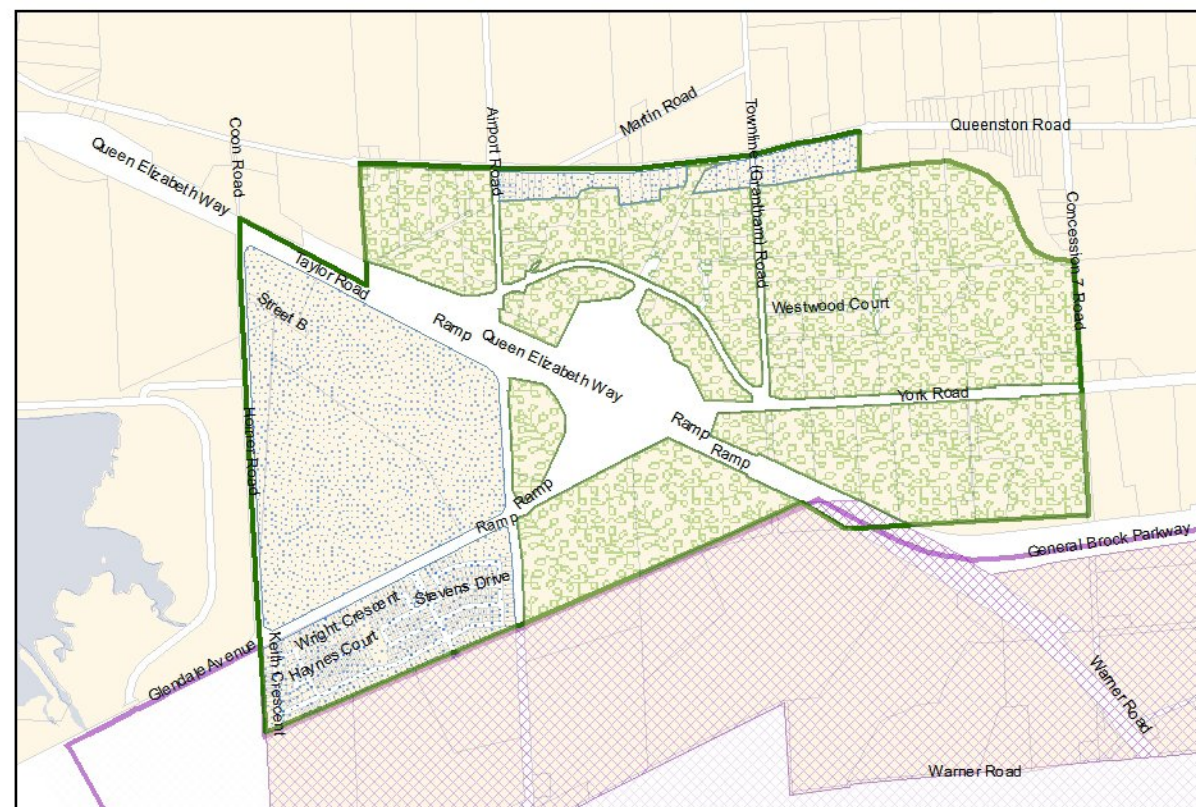 Queenston Road
Martin Road
Airport Road
Townline (Grantham) Road
Coon Road
Queen Elizabeth Way
Concession 7 Road
Taylor Road
Street B
Ramp
Queen Elizabeth Way
Westwood Court
York Road
Homer Road
Ramp
Ramp
Ramp
Ramp
General Brock Parkway
Stevens Drive
Wright Crescent
Haynes Court
Glendale Avenue
Keith Crescent
Warner Road
Warner Road